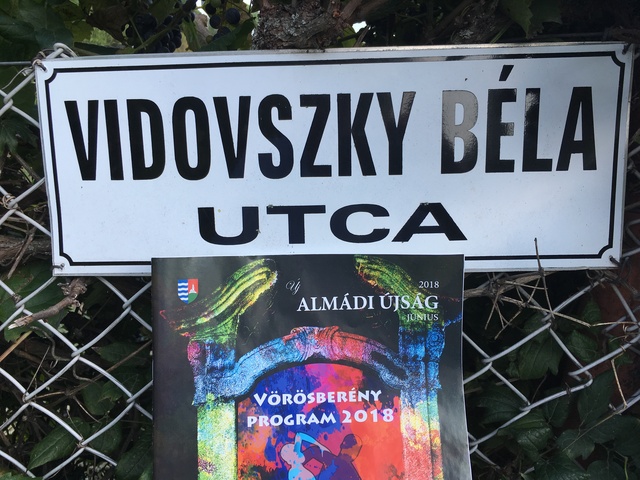 VIDOVSZKY BÉLA
UTCA
Új 2018
ALMÁDI ÚJSÁG
JÚNIUS
VÖRÖSBERÉNY
PROGRAM 2018